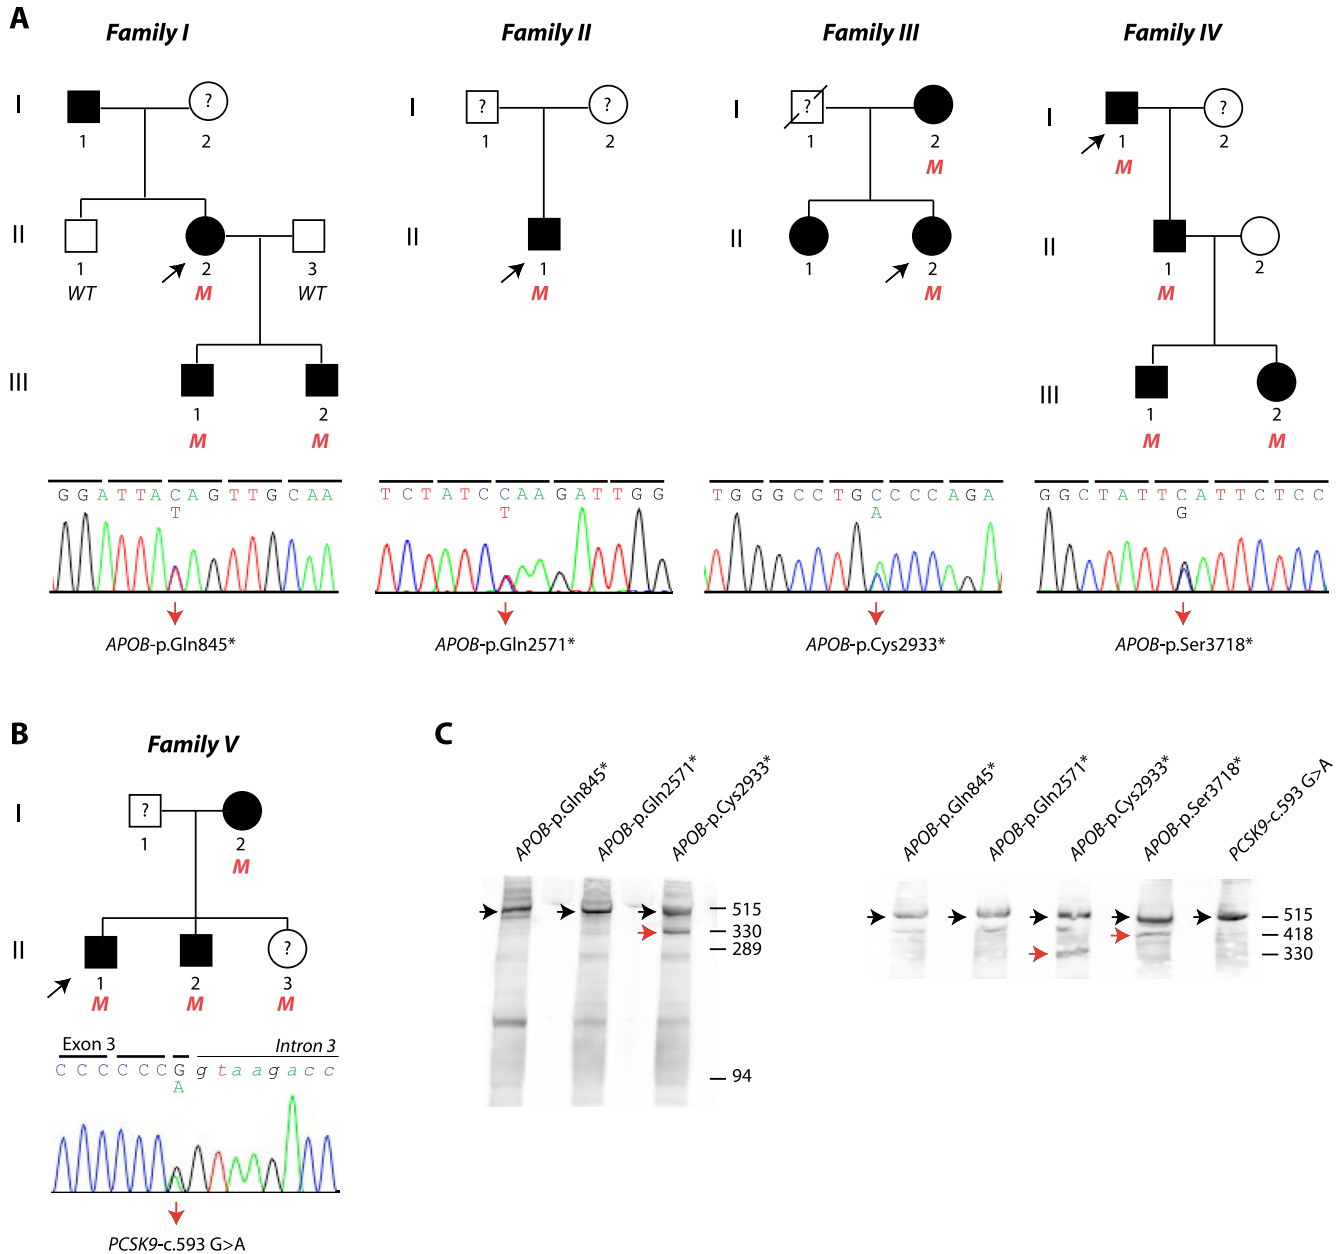 A
Family I
Family II
Family III
Family IV
I
1
?
2
II
1
WT
2
M
3
WT
III
1
M
2
M
I
?
1
?
2
II
1
M
I
?
1
2
M
II
1
2
M
I
1
M
?
2
II
1
M
2
III
1
M
2
M
G G A T T A C A G T T G C A A
T
APOB-p.Gln845*
T C T A T C C A A G A T T G G
T
APOB-p.Gln2571*
T G G G C C T G C C C C A G A
A
APOB-p.Cys2933*
G G C T A T T C A T T C T C C
G
APOB-p.Ser3718*
B
Family V
I
?
1
2
M
II
1
M
2
M
?
3
M
Exon 3
Intron 3
C C C C C C G g t a a g a c c
A
PCSK9-c.593 G>A
C
APOB-p.Gln845*
APOB-p.Gln2571*
APOB-p.Cys2933*
515
330
289
94
APOB-p.Gln845*
APOB-p.Gln2571*
APOB-p.Cys2933*
APOB-p.Ser3718*
PCSK9-c.593 G>A
515
418
330